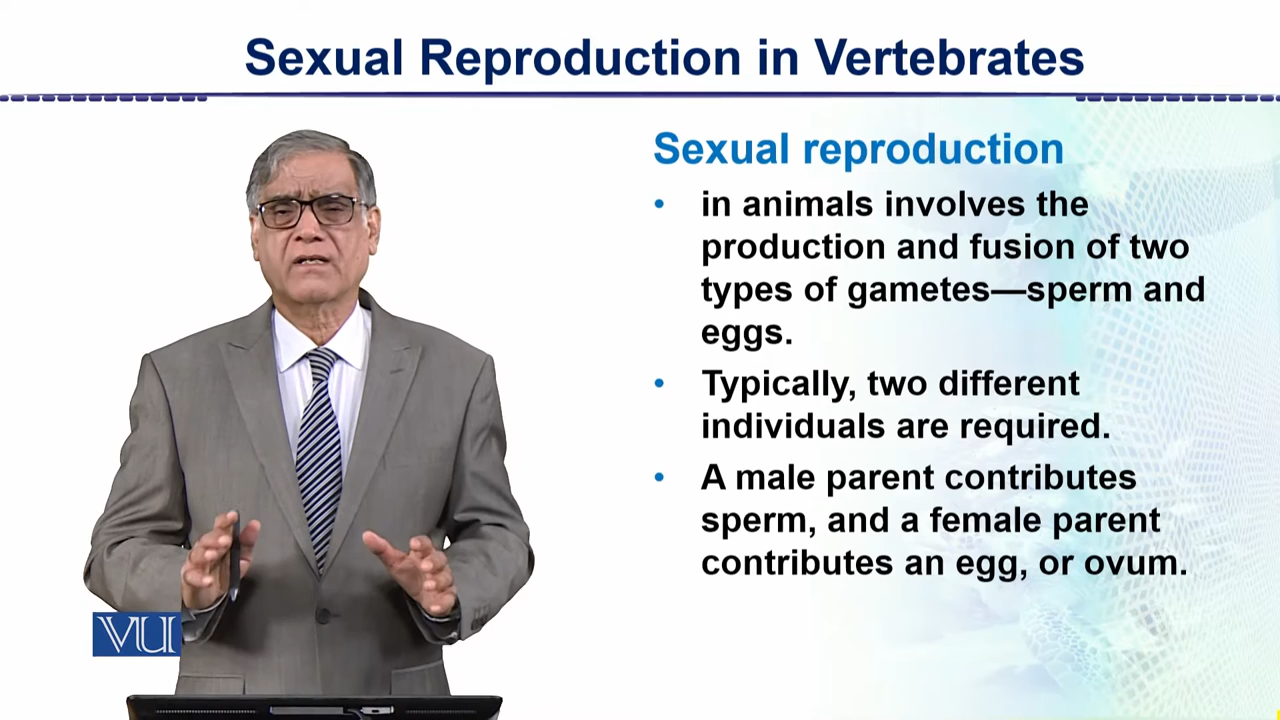 Sexual Reproduction in Vertebrates
Sexual reproduction
• in animals involves the
production and fusion of two
types of gametes—sperm and
eggs.
• Typically, two different
individuals are required.
• A male parent contributes
sperm, and a female parent
contributes an egg, or ovum.
VU